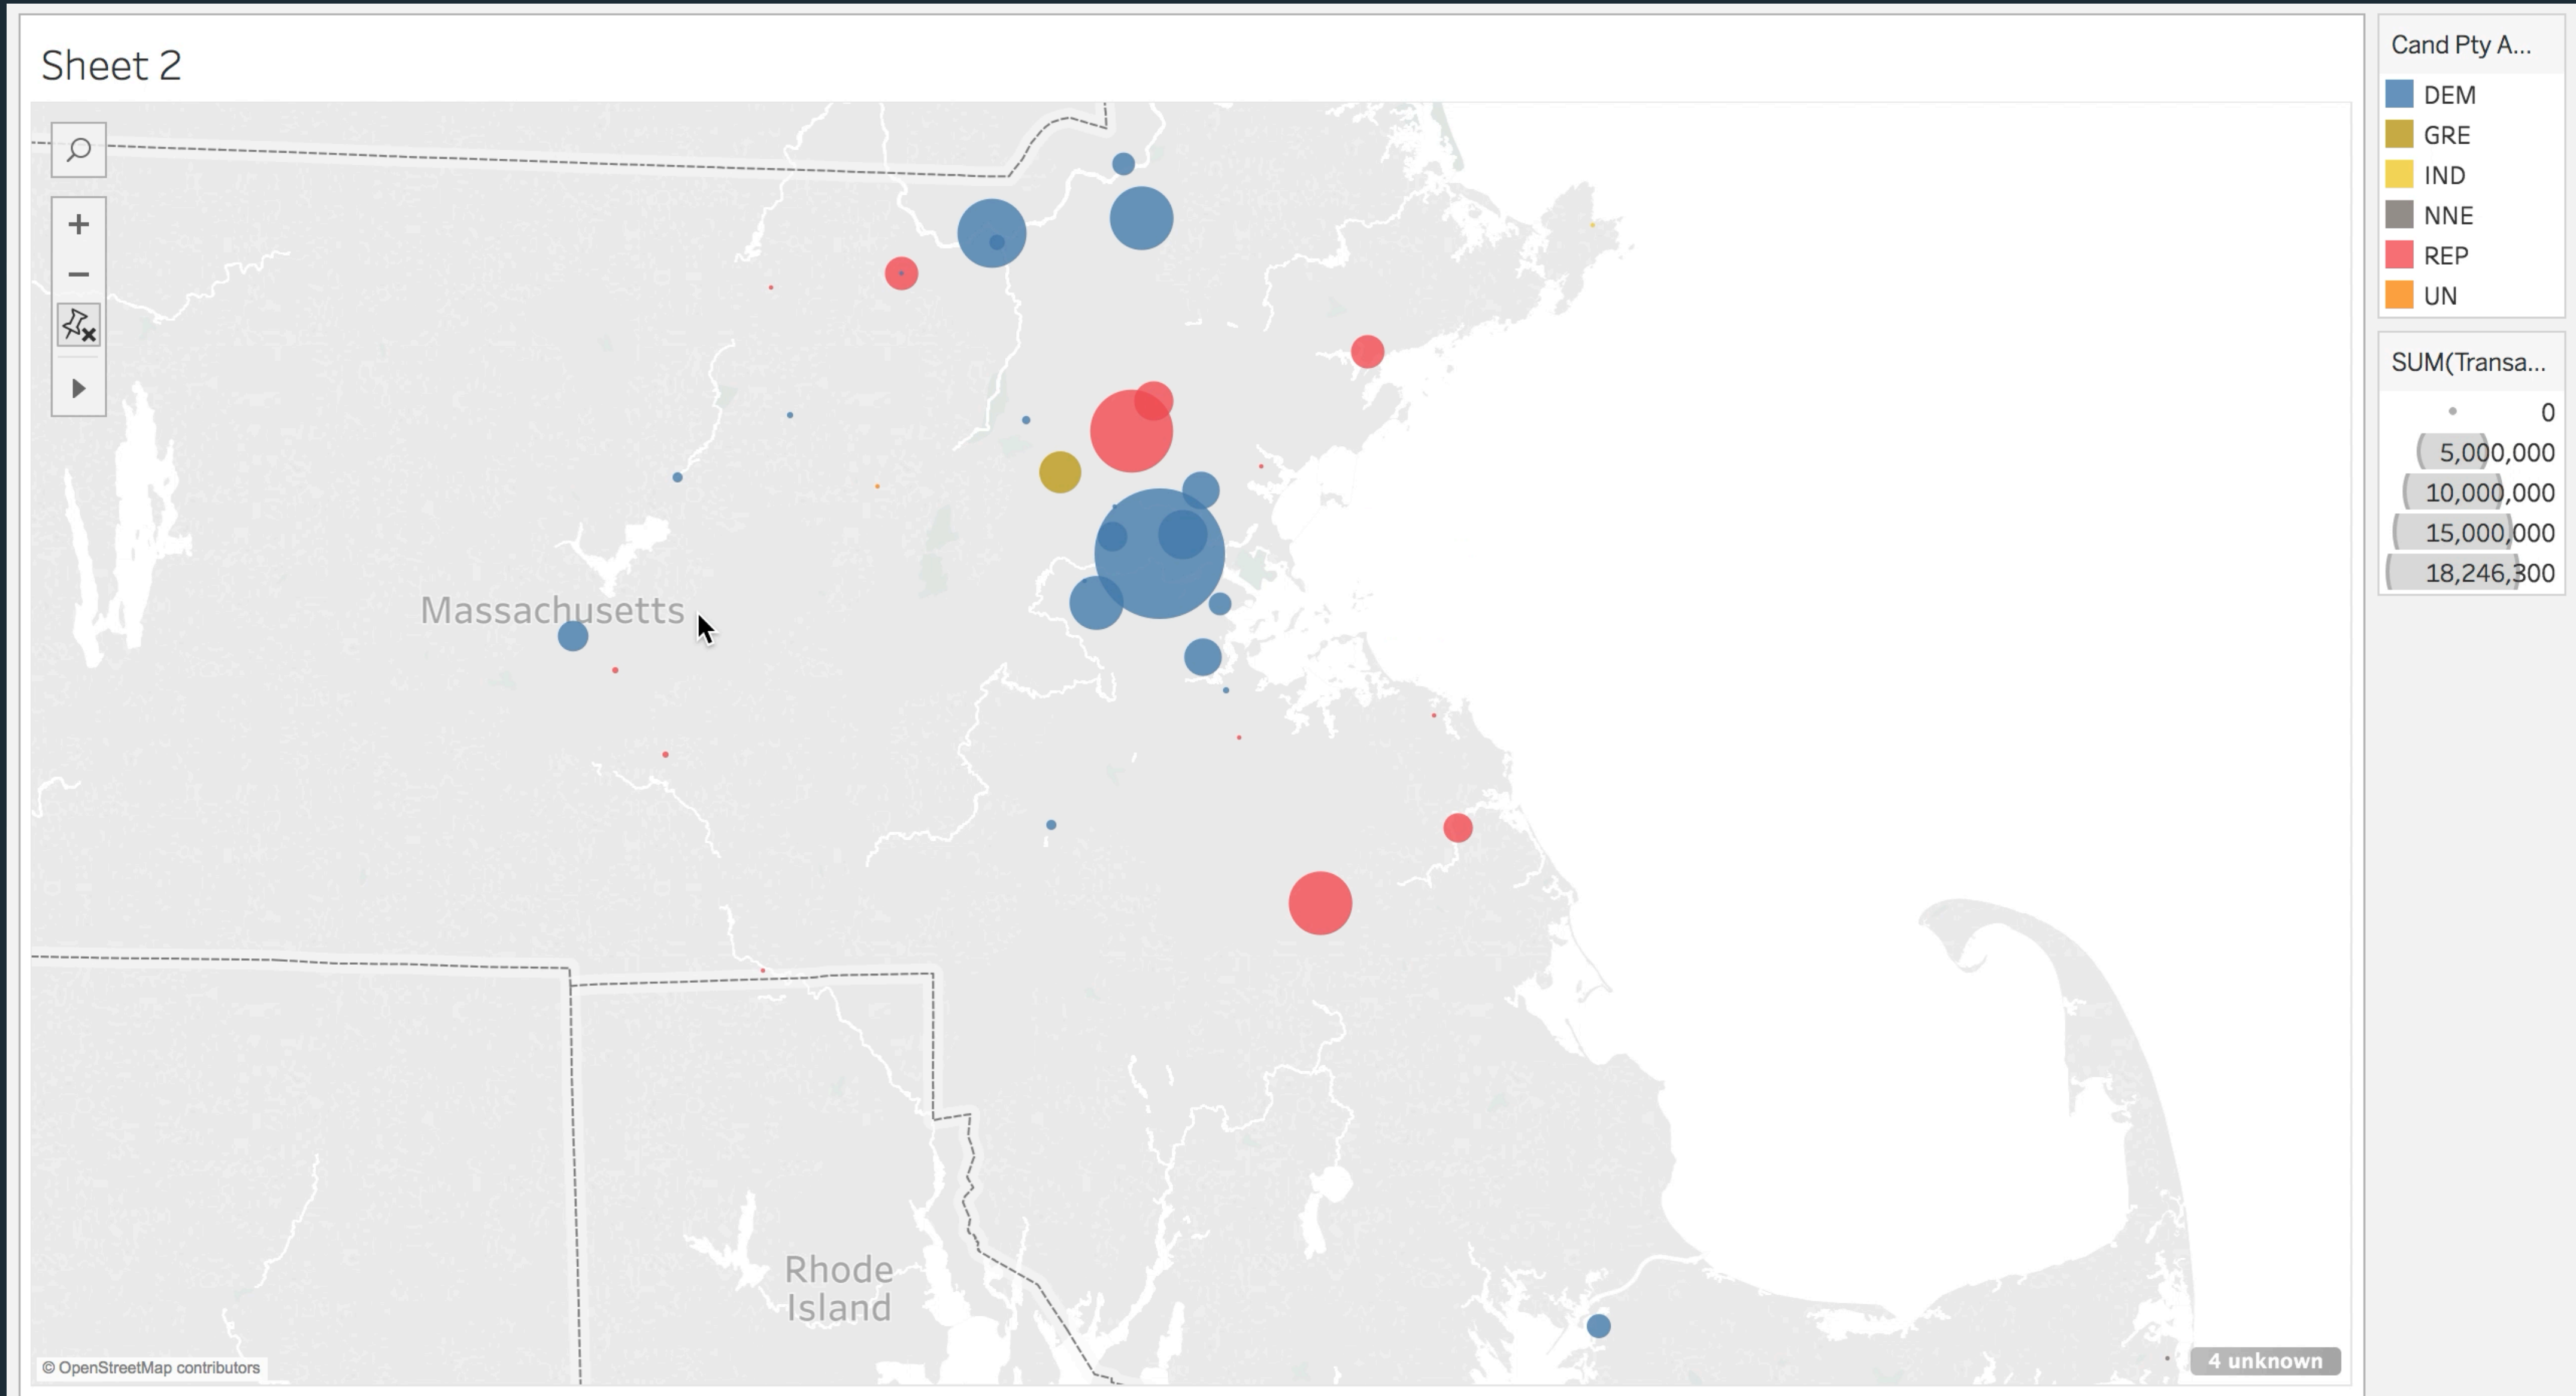 Sheet 2
Massachusetts
Rhode
Island
© OpenStreetMap contributors
4 unknown
Cand Pty A...
DEM
GRE
IND
NNE
REP
UN
SUM(Transa...
0
5,000,000
10,000,000
15,000,000
18,246,300